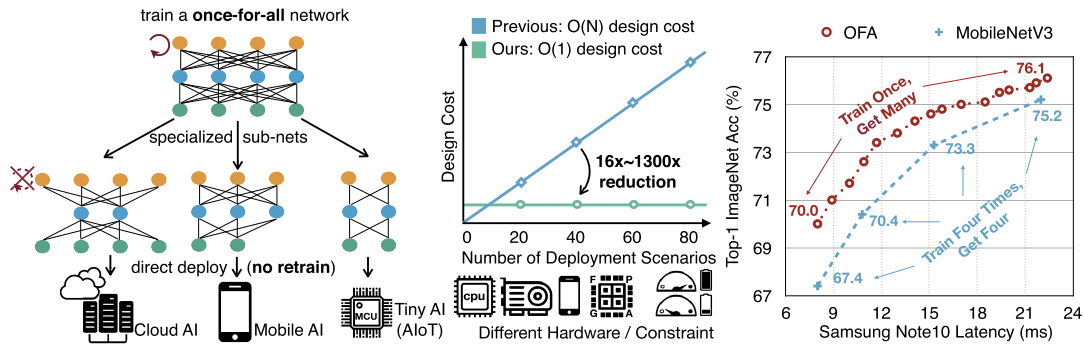 train a once-for-all network
specialized sub-nets
direct deploy (no retrain)
Cloud AI
Mobile AI
MCU
Tiny AI
(AIoT)
Previous: O(N) design cost
Ours: O(1) design cost
Design Cost
16x~1300x
reduction
0 20 40 60 80
Number of Deployment Scenarios
cpu
F P
G A
Different Hardware / Constraint
OFA
MobileNetV3
Top-1 ImageNet Acc (%)
77
75
73
71
69
67
Train Once,
Get Many
76.1
70.0
75.2
73.3
70.4
67.4
Train Four Times,
Get Four
6 9 12 15 18 21 24
Samsung Note10 Latency (ms)